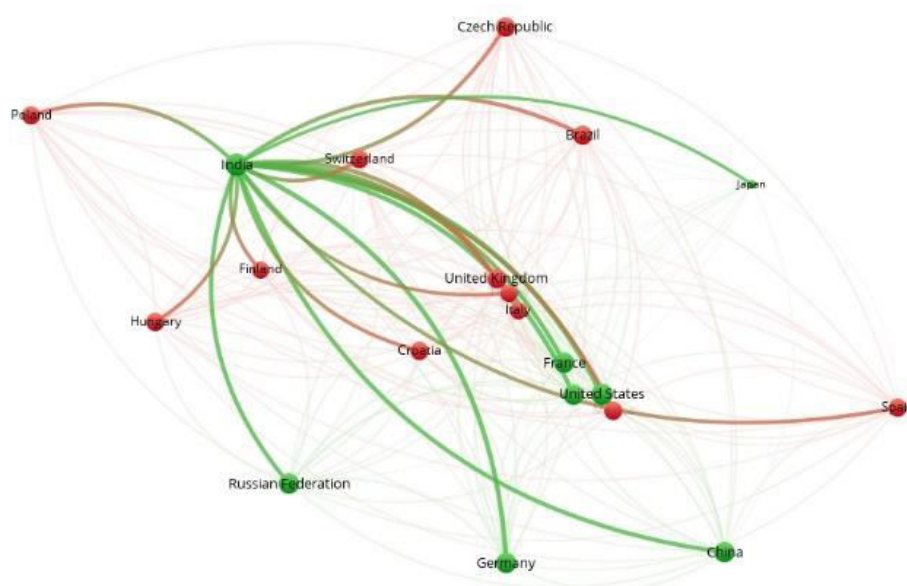 Czech Republic
Poland
Brazil
Switzerland
India
Japan
Finland
United Kingdom
Italy
Hungary
Croatia
France
United States
Spai
Russian Federation
China
Germany